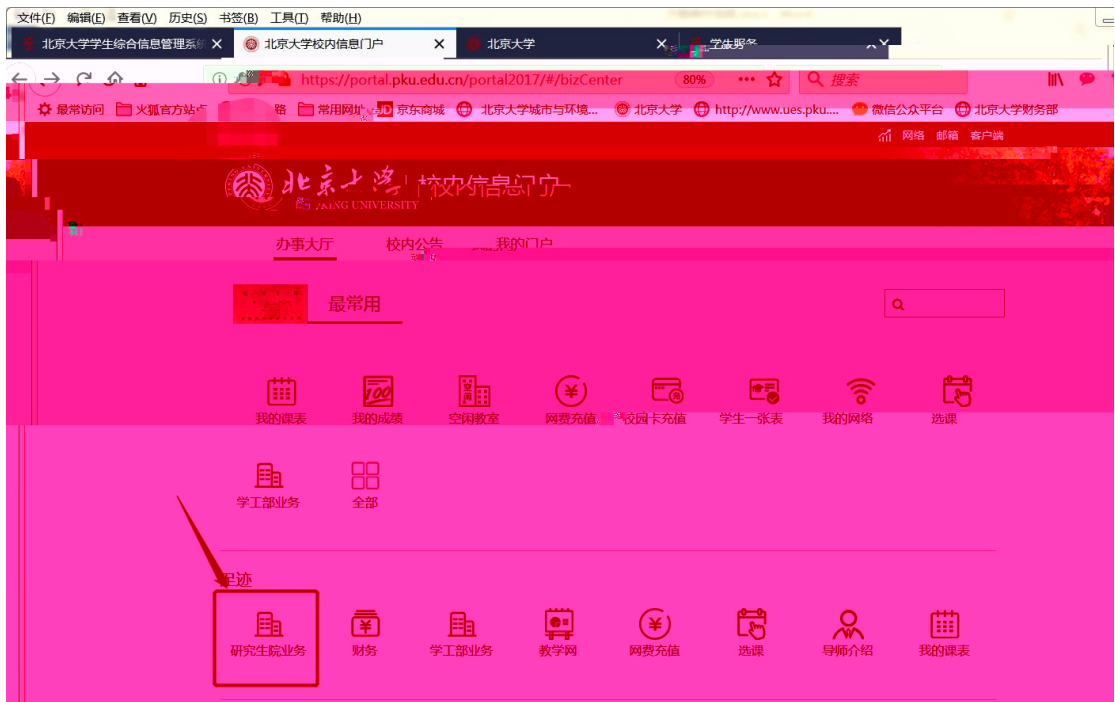 文件(F) 编辑(E) 查看(V) 历史(S) 书签(B) 工具(T) 帮助(H)
北京大学学生综合信息管理系统 北京大学校内信息门户 北京大学
https://portal.pku.edu.cn/portal2017/#/bizCenter 80% 搜索
最常访问 火狐官方站点 常用网址 京东商城 北京大学城市与环境... 北京大学 http://www.ues.pku.... 微信公众平台 北京大学财务部
网络 邮箱 客户端
北京大学 校内信息门户
UNIVERSITY
办事大厅 校内公告 我的门户
最常用
我的课表 我的成绩 空闲教室 网费充值 校园卡充值 学生一张表 我的网络 选课
学工部业务 全部
足迹
研究生院业务 财务 学工部业务 教学网 网费充值 选课 导师介绍 我的课表